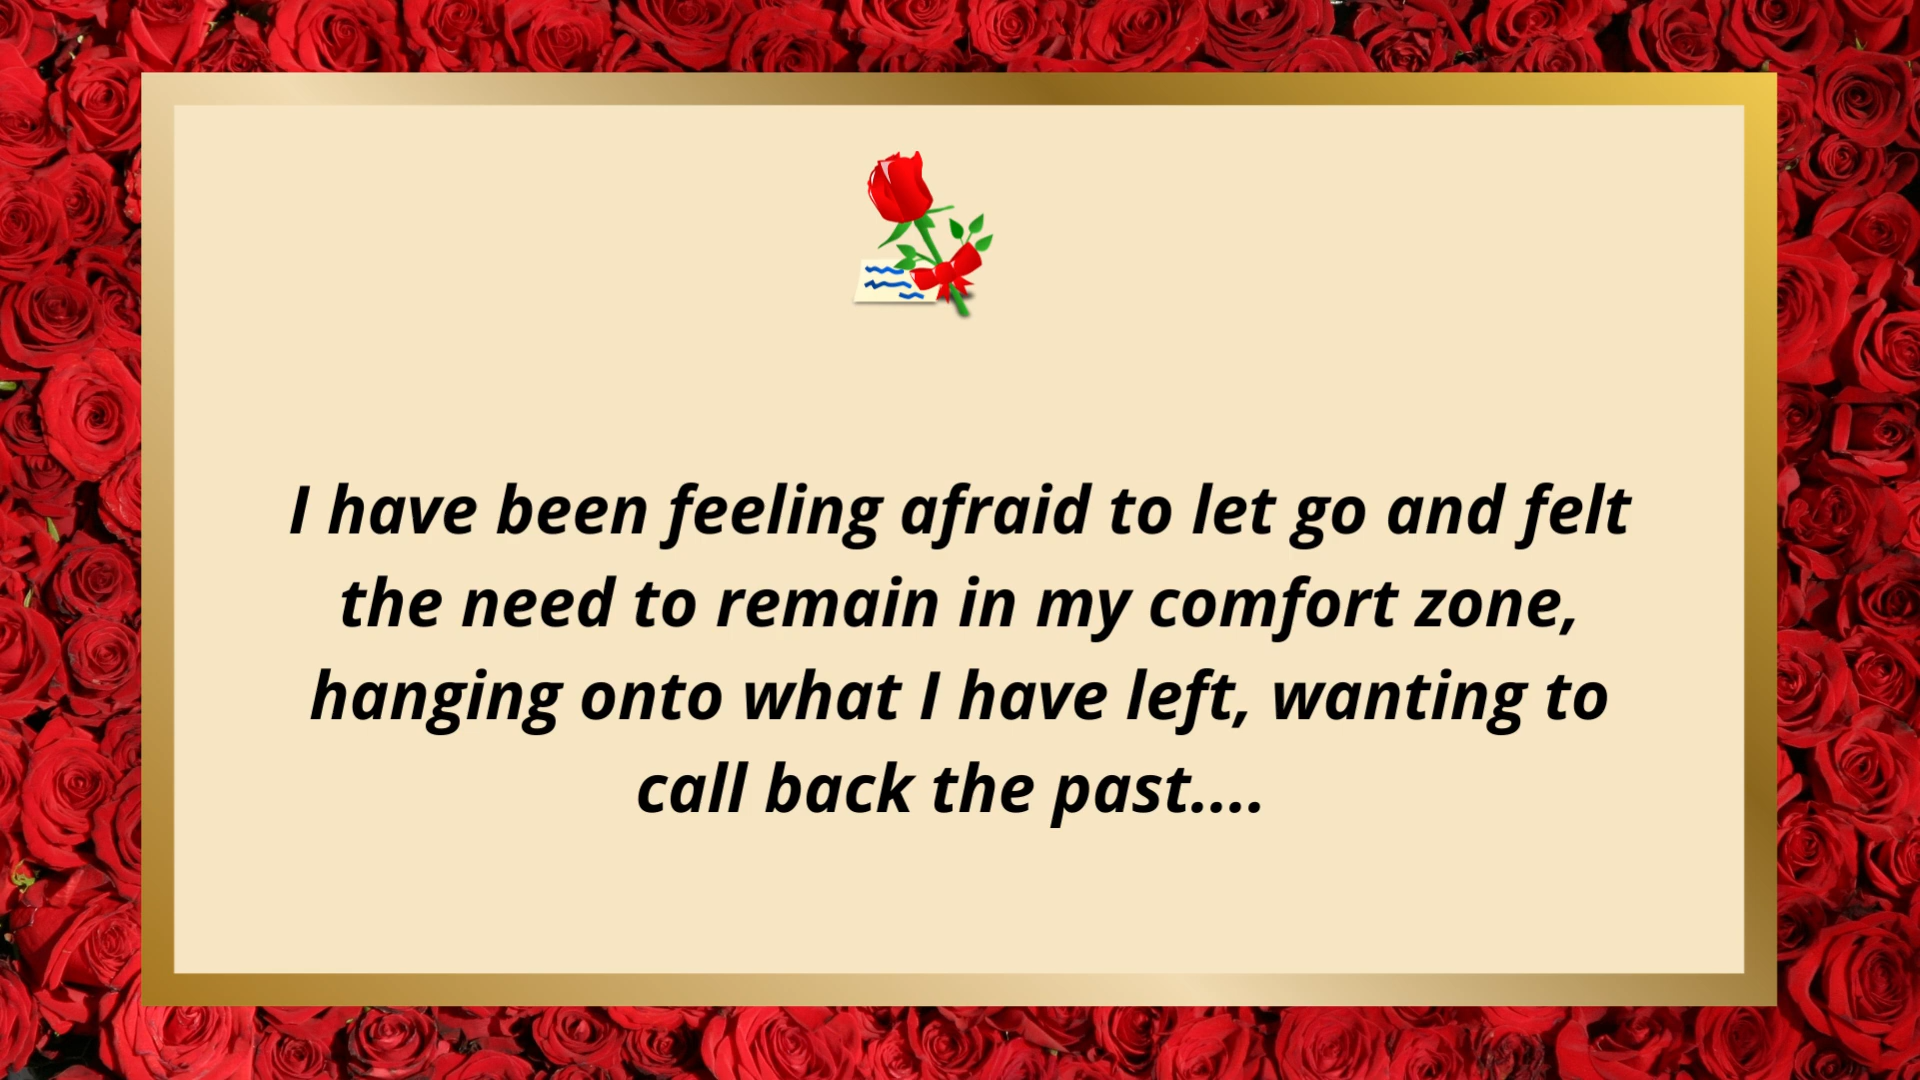 I have been feeling afraid to let go and felt
the need to remain in my comfort zone,
hanging onto what I have left, wanting to
call back the past....